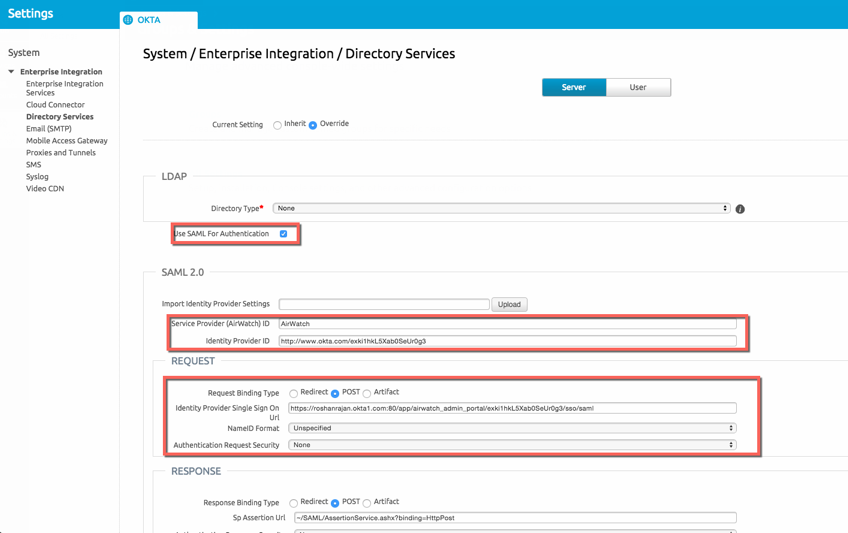 Settings
OKTA
System
Enterprise Integration
Enterprise Integration
Services
Cloud Connector
Directory Services
Email (SMTP)
Mobile Access Gateway
Proxies and Tunnels
SMS
Syslog
Video CDN
System / Enterprise Integration / Directory Services
Server User
Current Setting Inherit Override
LDAP
Directory Type* None
Use SAML For Authentication
SAML 2.0
Import Identity Provider Settings Upload
Service Provider (AirWatch) ID AirWatch
Identity Provider ID http://www.okta.com/exki1hkL5Xab0SeUr0g3
REQUEST
Request Binding Type Redirect POST Artifact
Identity Provider Single Sign On
Url https://roshanrajan.okta1.com:80/app/airwatch_admin_portal/exki1hkL5Xab0SeUr0g3/sso/saml
NameID Format Unspecified
Authentication Request Security None
RESPONSE
Response Binding Type Redirect POST Artifact
Sp Assertion Url ~/SAML/AssertionService.ashx?binding=HttpPost